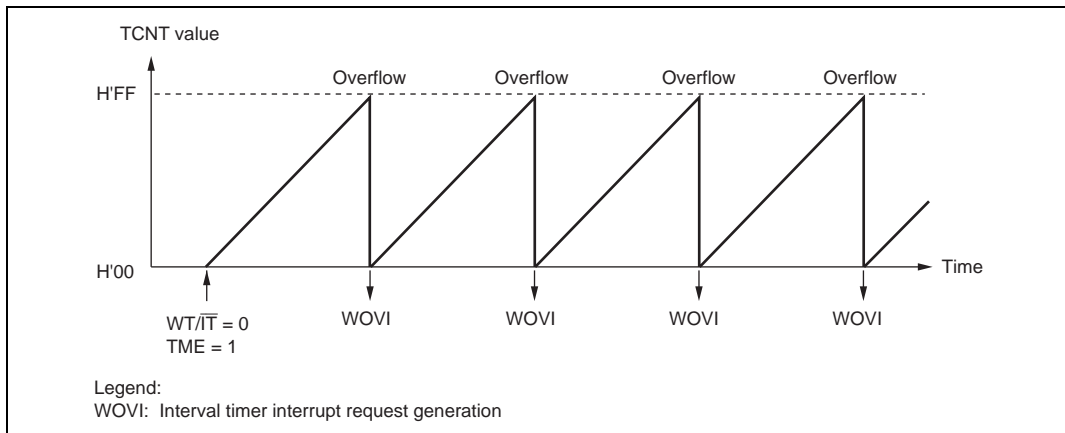 TCNT value
Overflow Overflow Overflow Overflow
H'FF
H'00
Time
WOVI WOVI WOVI WOVI
WT/I̅T̅ = 0
TME = 1
Legend:
WOVI: Interval timer interrupt request generation